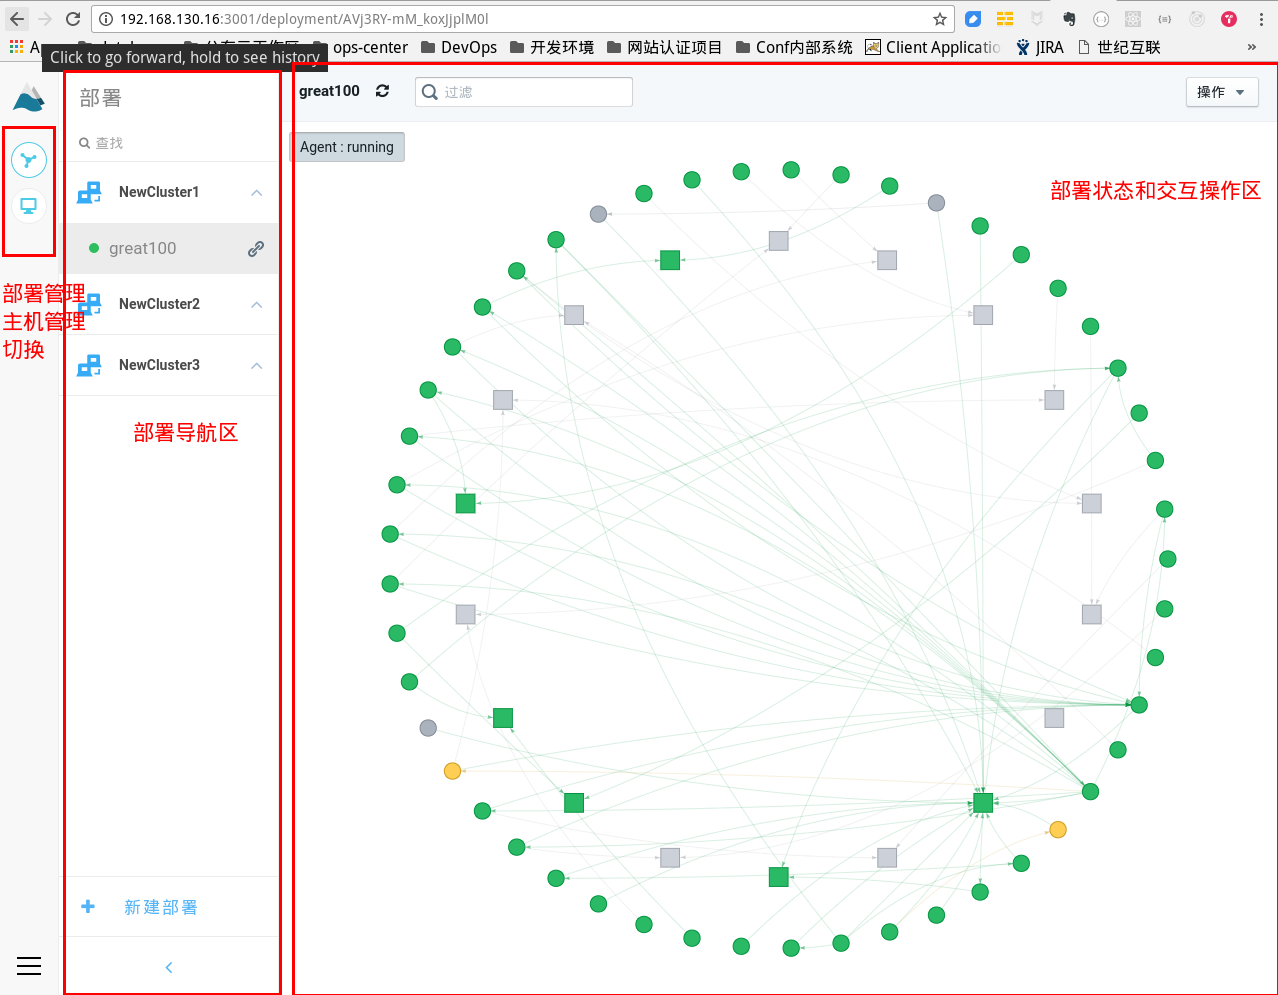 192.168.130.16:3001/deployment/AVj3RY-mM_koxJjplM0l
ops-center
DevOps
开发环境
网站认证项目
Conf内部系统
Client Applicatio
JIRA
世纪互联
»
Click to go forward, hold to see history
部署
查找
NewCluster1
great100
NewCluster2
NewCluster3
部署导航区
新建部署
部署管理
主机管理
切换
great100
过滤
操作
Agent : running
部署状态和交互操作区